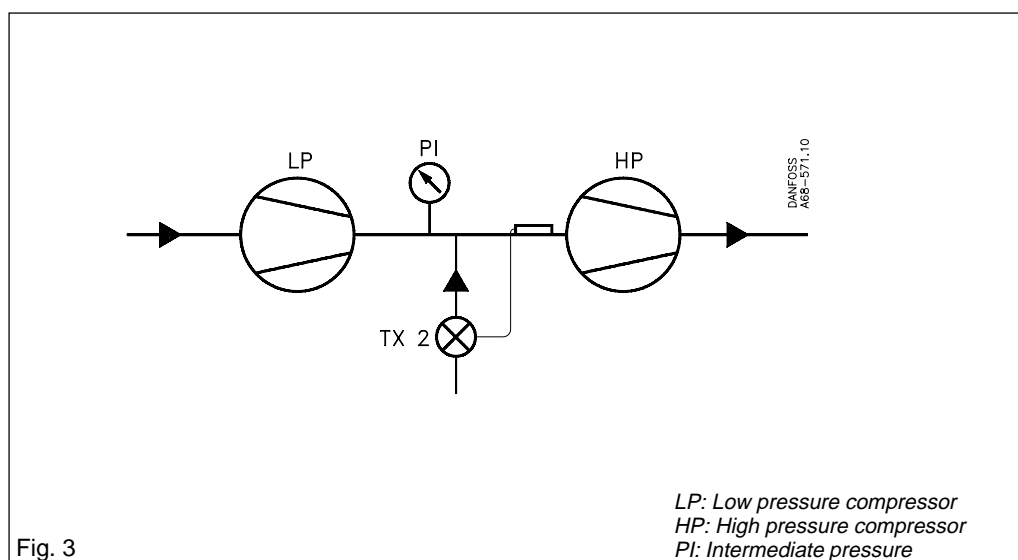 LP
PI
HP
DANFOSS
A68-571.10
TX 2
LP: Low pressure compressor
HP: High pressure compressor
PI: Intermediate pressure
Fig. 3